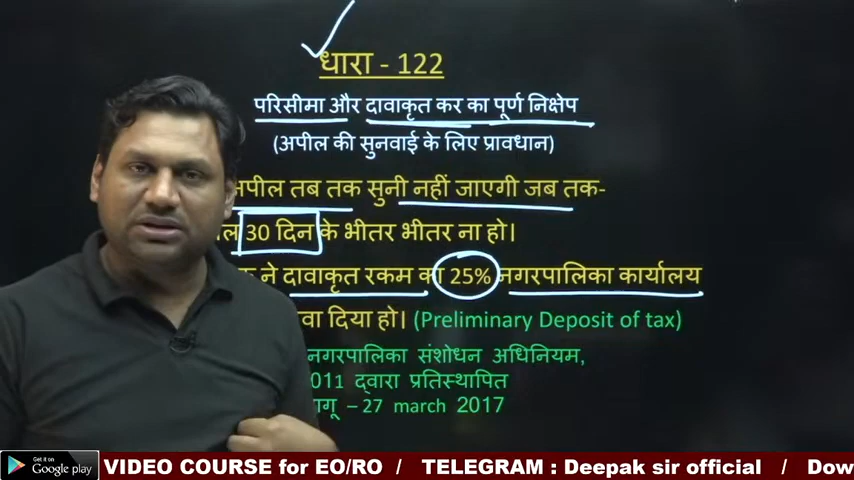 धारा - 122
परिसीमा और दावाकृत कर का पूर्ण निक्षेप
(अपील की सुनवाई के लिए प्रावधान)
अपील तब तक सुनी नहीं जाएगी जब तक-
30 दिन के भीतर भीतर ना हो।
ने दावाकृत रकम का 25% नगरपालिका कार्यालय
दिया हो। (Preliminary Deposit of tax)
नगरपालिका संशोधन अधिनियम,
द्वारा प्रतिस्थापित
– 27 march 2017
GET IT ON
Google play
VIDEO COURSE for EO/RO / TELEGRAM : Deepak sir official / Dow